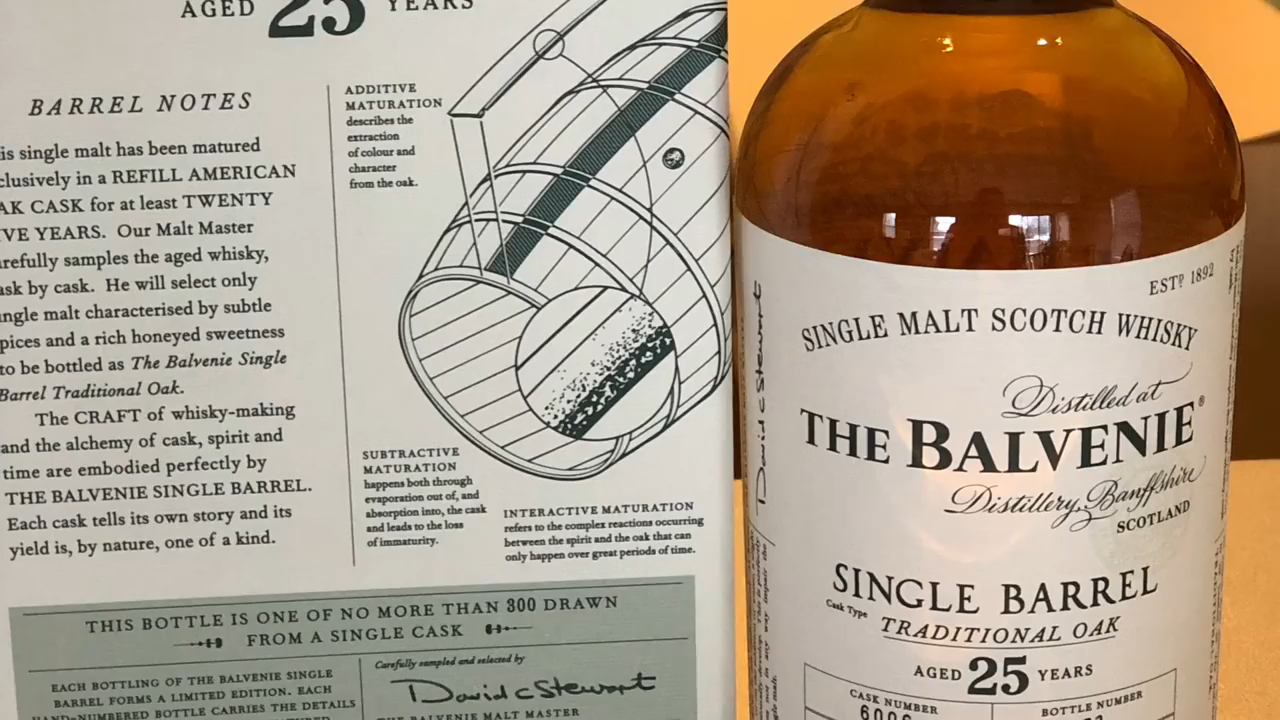 AGED 25 YEARS
BARREL NOTES
is single malt has been matured
clusively in a REFILL AMERICAN
AK CASK for at least TWENTY
VE YEARS. Our Malt Master
refully samples the aged whisky,
ask by cask. He will select only
ngle malt characterised by subtle
pices and a rich honeyed sweetness
to be bottled as The Balvenie Single
Barrel Traditional Oak.
The CRAFT of whisky-making
and the alchemy of cask, spirit and
time are embodied perfectly by
THE BALVENIE SINGLE BARREL.
Each cask tells its own story and its
yield is, by nature, one of a kind.
ADDITIVE
MATURATION
describes the
extraction
of colour and
character
from the oak.
SUBTRACTIVE
MATURATION
happens both through
evaporation out of, and
absorption into, the cask
and leads to the loss
of immaturity.
INTERACTIVE MATURATION
refers to the complex reactions occurring
between the spirit and the oak that can
only happen over great periods of time.
THIS BOTTLE IS ONE OF NO MORE THAN 300 DRAWN
FROM A SINGLE CASK
EACH BOTTLING OF THE BALVENIE SINGLE
BARREL FORMS A LIMITED EDITION. EACH
HAND-NUMBERED BOTTLE CARRIES THE DETAILS
Carefully sampled and selected by
David C Stewart
THE BALVENIE MALT MASTER
ESTD 1892
SINGLE MALT SCOTCH WHISKY
Distilled at
THE BALVENIE®
Distillery, Banffshire
SCOTLAND
SINGLE BARREL
Cask Type
TRADITIONAL OAK
AGED 25 YEARS
CASK NUMBER
BOTTLE NUMBER
David C Stewart